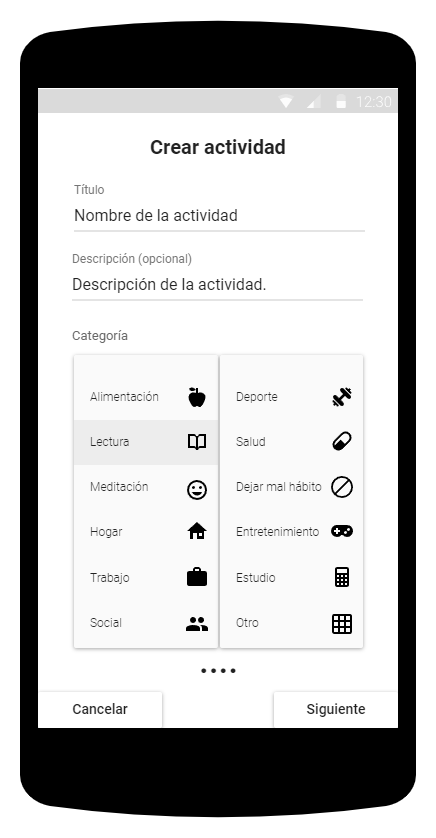 12:30
Crear actividad
Título
Nombre de la actividad
Descripción (opcional)
Descripción de la actividad.
Categoría
Alimentación
Deporte
Lectura
Salud
Meditación
Dejar mal hábito
Hogar
Entretenimiento
Trabajo
Estudio
Social
Otro
Cancelar
Siguiente